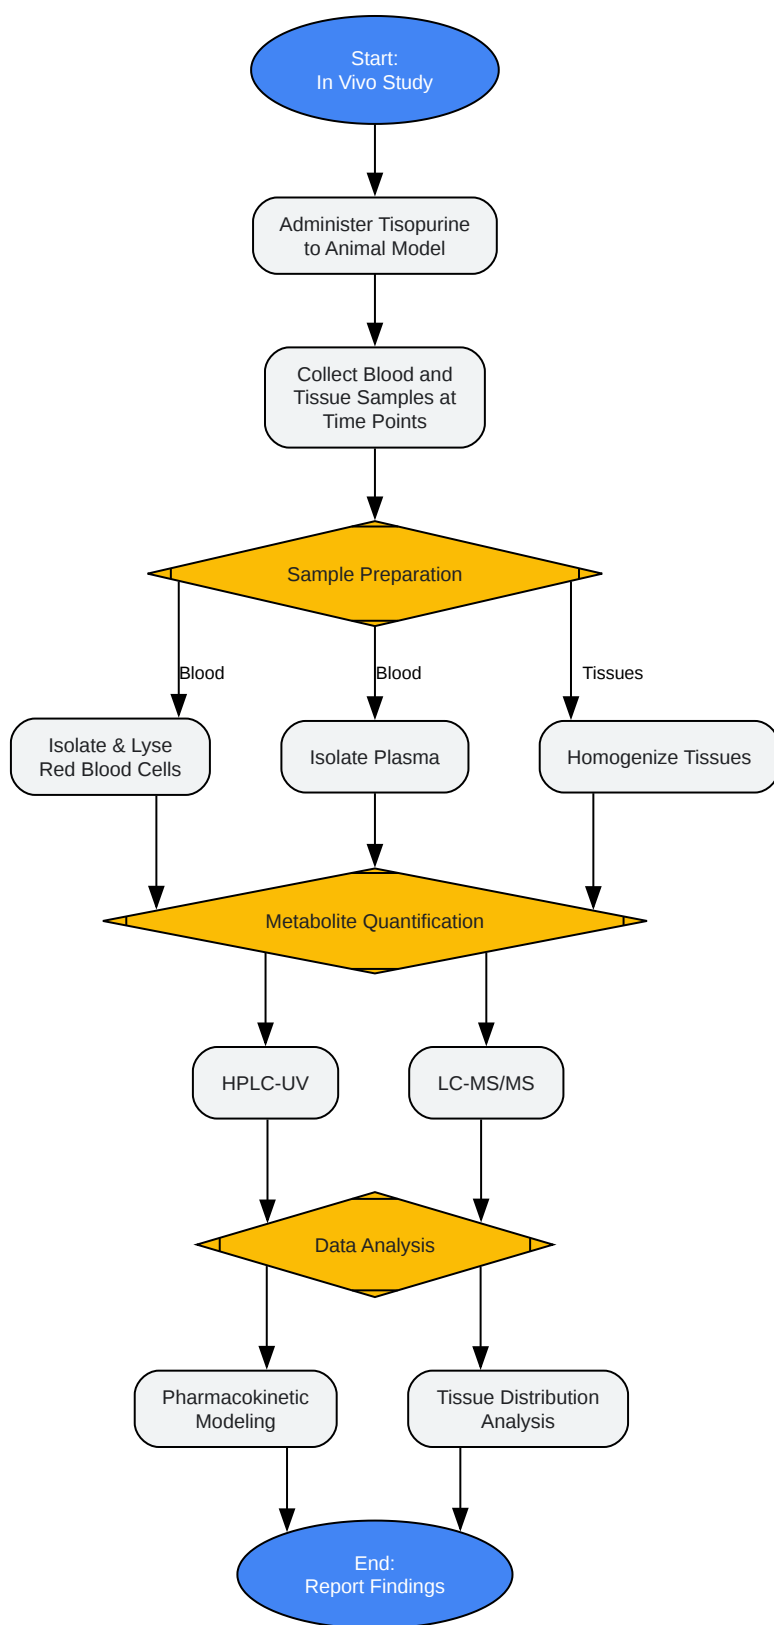 Start:
In Vivo Study
Administer Tisopurine
to Animal Model
Collect Blood and
Tissue Samples at
Time Points
Sample Preparation
Blood
Blood
Tissues
Isolate & Lyse
Red Blood Cells
Isolate Plasma
Homogenize Tissues
Metabolite Quantification
HPLC-UV
LC-MS/MS
Data Analysis
Pharmacokinetic
Modeling
Tissue Distribution
Analysis
End:
Report Findings